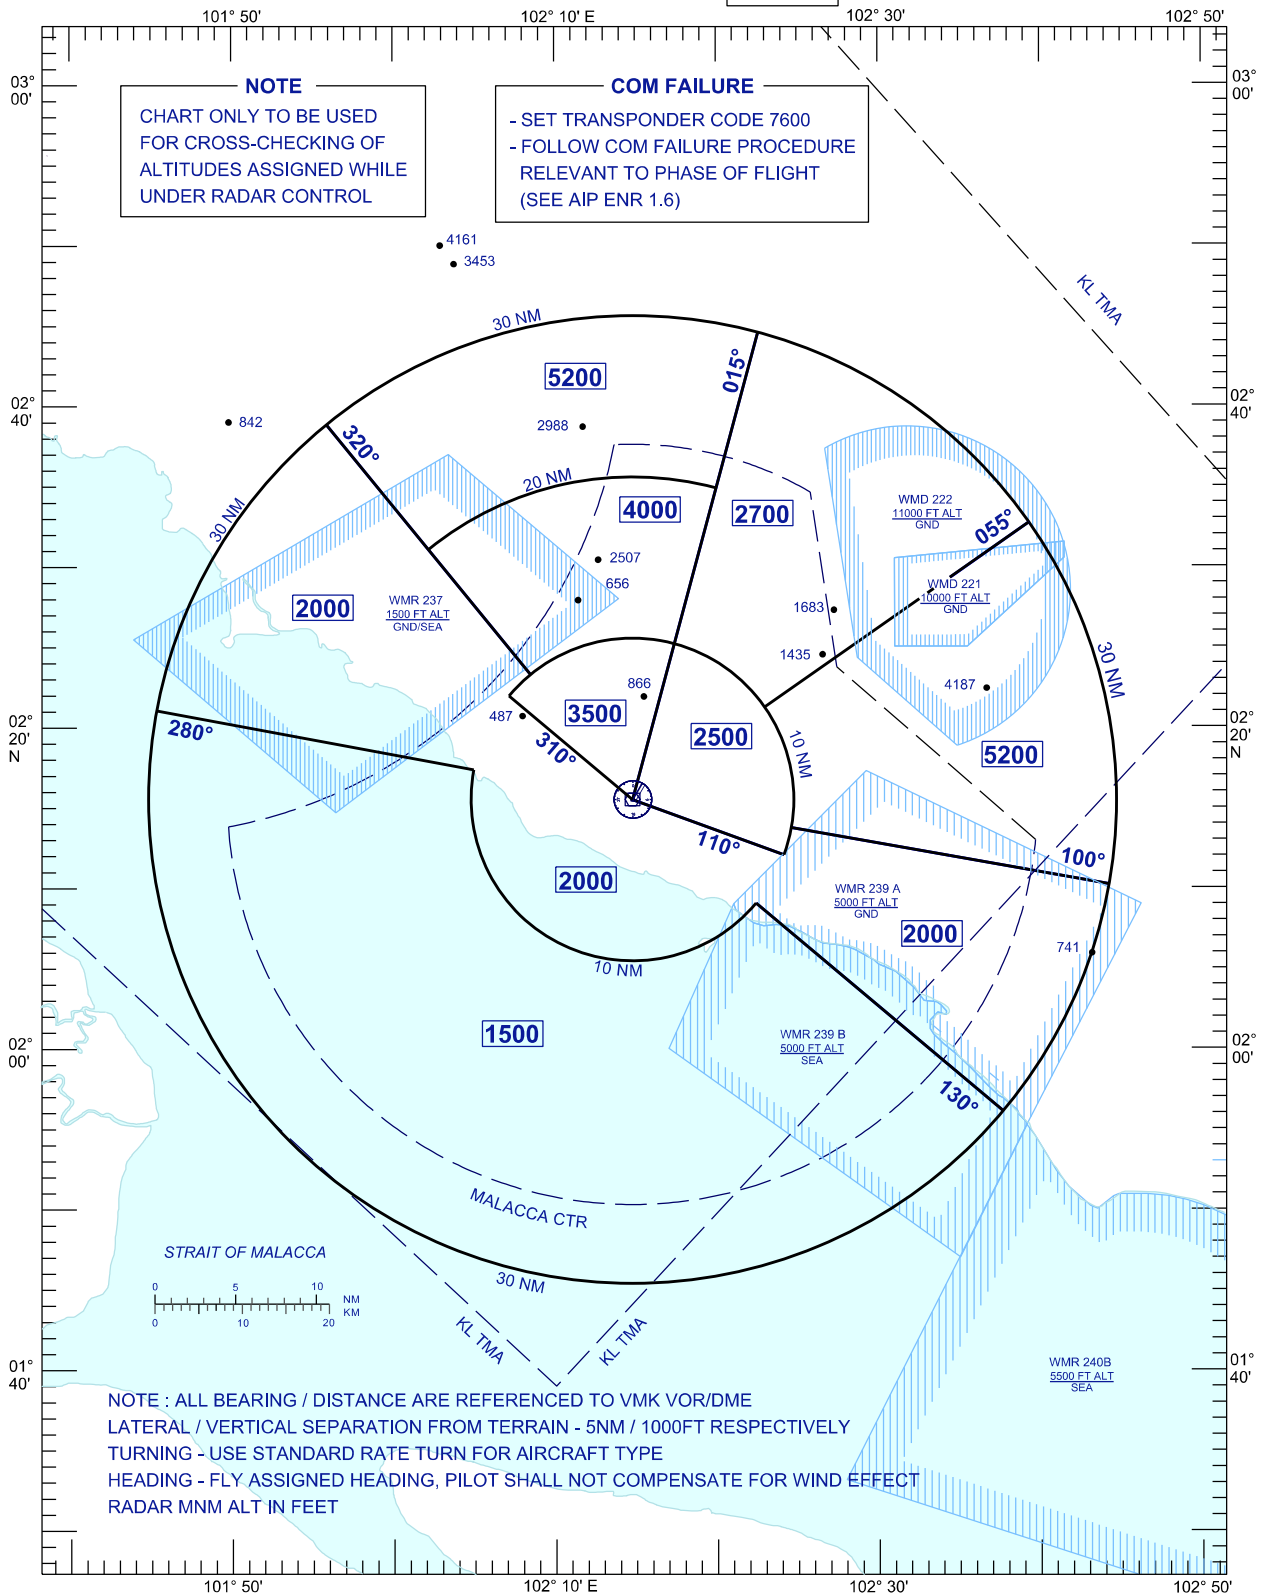 101° 50'
102° 10' E
102° 30'
102° 50'
03°
00'
03°
00'
NOTE
CHART ONLY TO BE USED
FOR CROSS-CHECKING OF
ALTITUDES ASSIGNED WHILE
UNDER RADAR CONTROL
COM FAILURE
- SET TRANSPONDER CODE 7600
- FOLLOW COM FAILURE PROCEDURE
RELEVANT TO PHASE OF FLIGHT
(SEE AIP ENR 1.6)
4161
3453
KL TMA
30 NM
015°
5200
02°
40'
02°
40'
842
2988
320°
20 NM
30 NM
4000
2700
WMD 222
11000 FT ALT
GND
055°
2507
656
WMD 221
10000 FT ALT
GND
2000
WMR 237
1500 FT ALT
GND/SEA
1683
1435
30 NM
866
4187
487
3500
310°
2500
280°
10 NM
5200
02°
20'
N
02°
20'
N
110°
100°
2000
WMR 239 A
5000 FT ALT
GND
2000
741
10 NM
1500
WMR 239 B
5000 FT ALT
SEA
02°
00'
02°
00'
130°
MALACCA CTR
STRAIT OF MALACCA
0 5 10 NM
0 10 20 KM
30 NM
KL TMA
KL TMA
WMR 240B
5500 FT ALT
SEA
01°
40'
01°
40'
NOTE : ALL BEARING / DISTANCE ARE REFERENCED TO VMK VOR/DME
LATERAL / VERTICAL SEPARATION FROM TERRAIN - 5NM / 1000FT RESPECTIVELY
TURNING - USE STANDARD RATE TURN FOR AIRCRAFT TYPE
HEADING - FLY ASSIGNED HEADING, PILOT SHALL NOT COMPENSATE FOR WIND EFFECT
RADAR MNM ALT IN FEET
101° 50'
102° 10' E
102° 30'
102° 50'